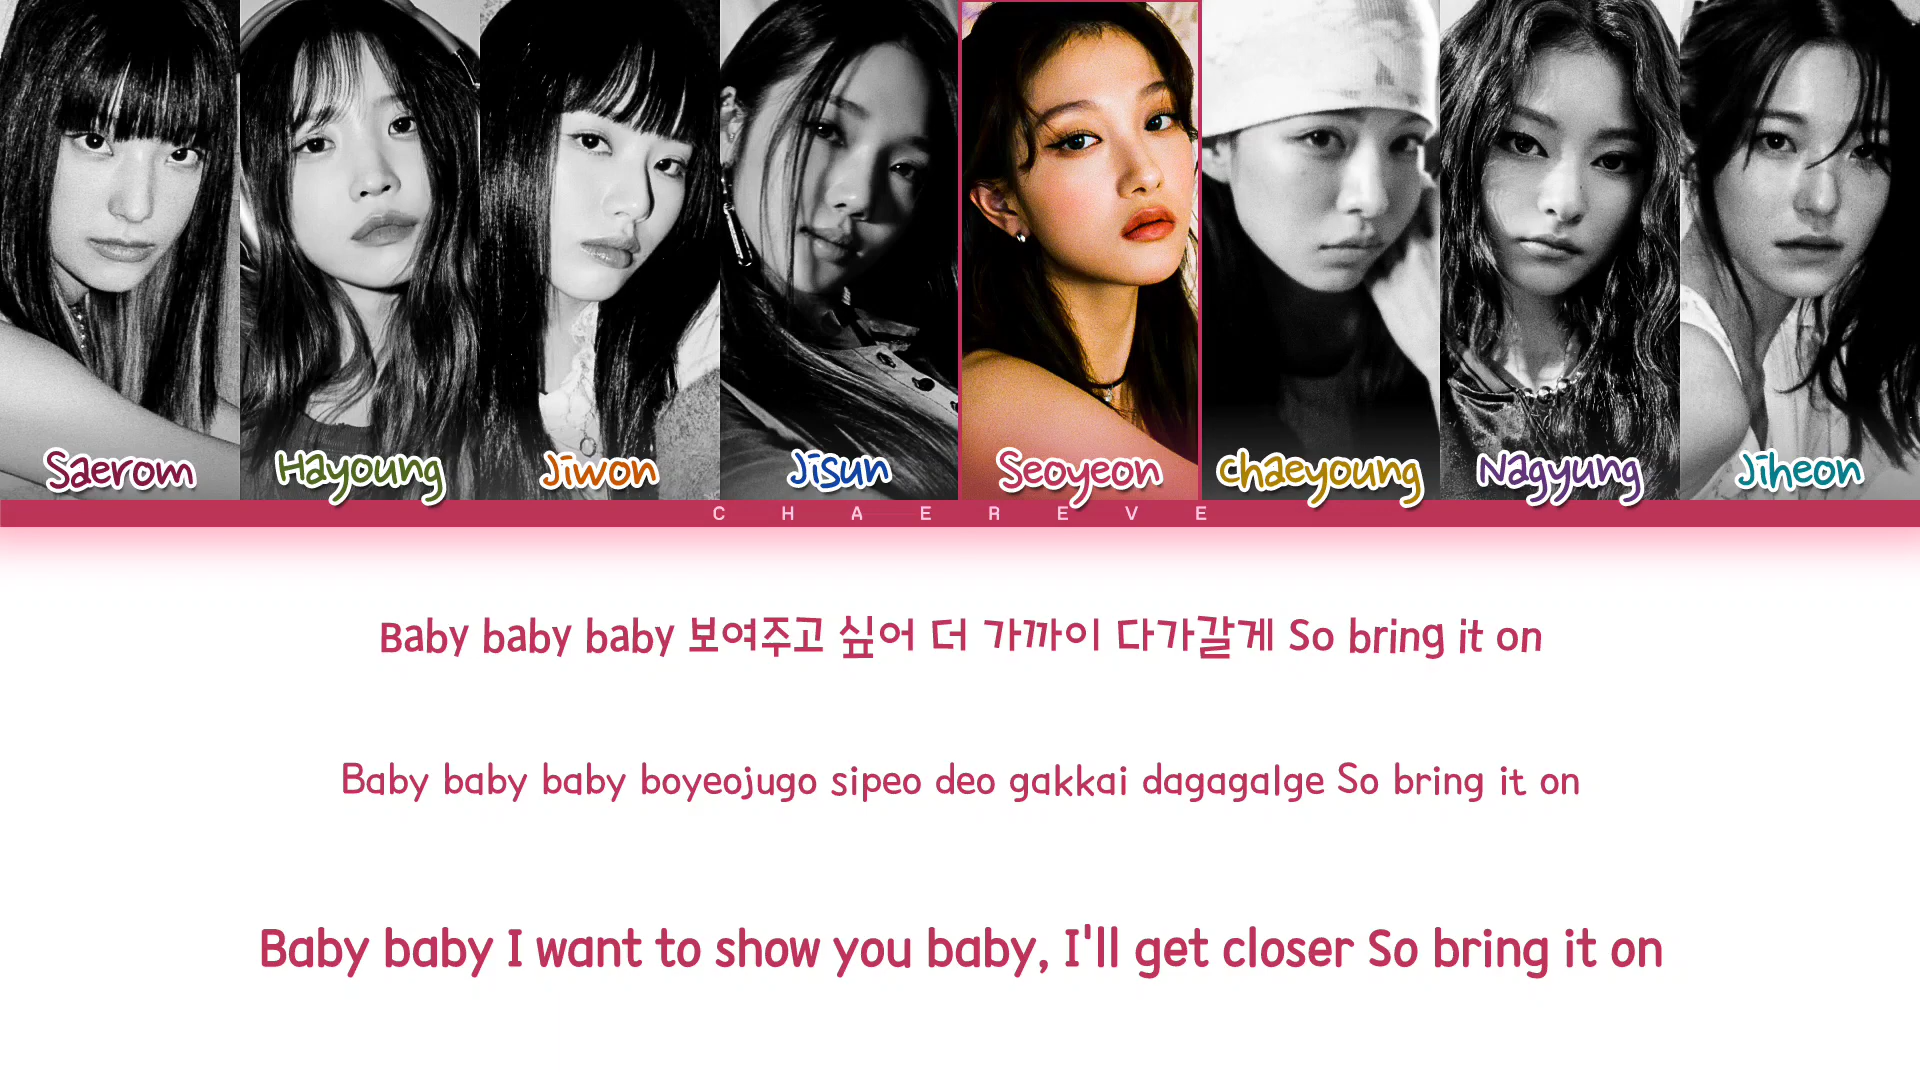 Saerom Hayoung Jiwon Jisun Seoyeon chaeyoung Nagyung Jiheon
CHAEREVE
Baby baby baby 보여주고 싶어 더 가까이 다가갈게 So bring it on
Baby baby baby boyeojugo sipeo deo gakkai dagagalge So bring it on
Baby baby I want to show you baby, I'll get closer So bring it on